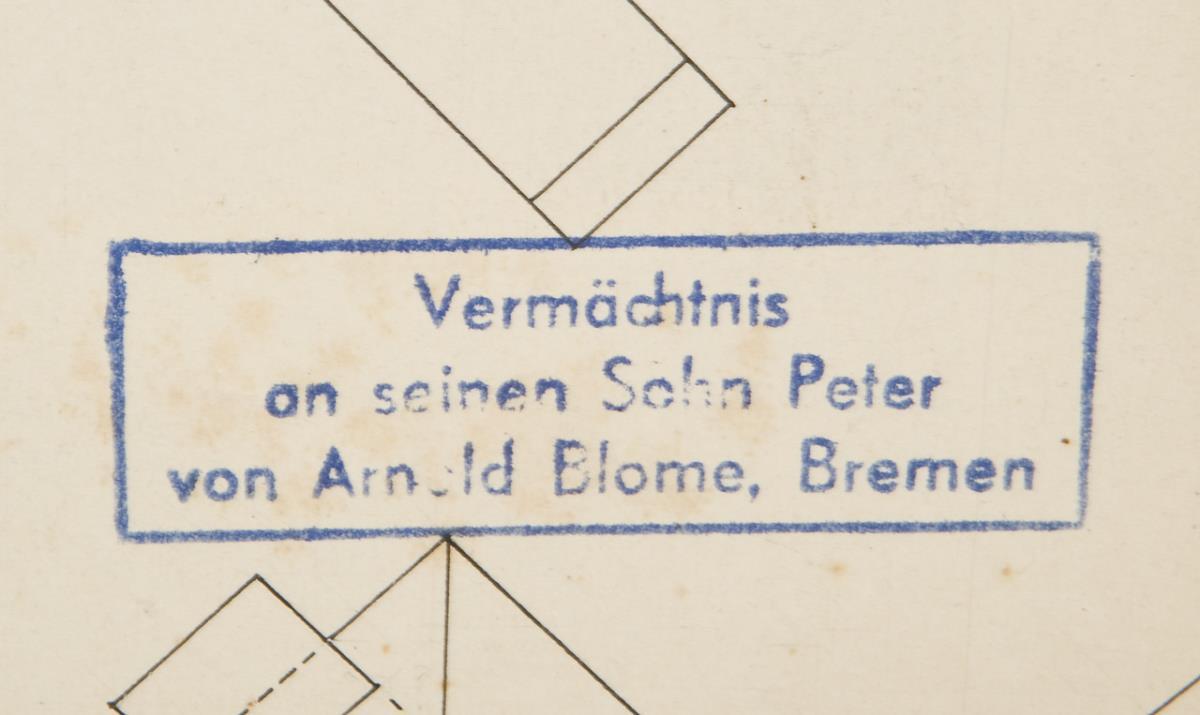 Vermächtnis
an seinen Sohn Peter
von Arnold Blome, Bremen